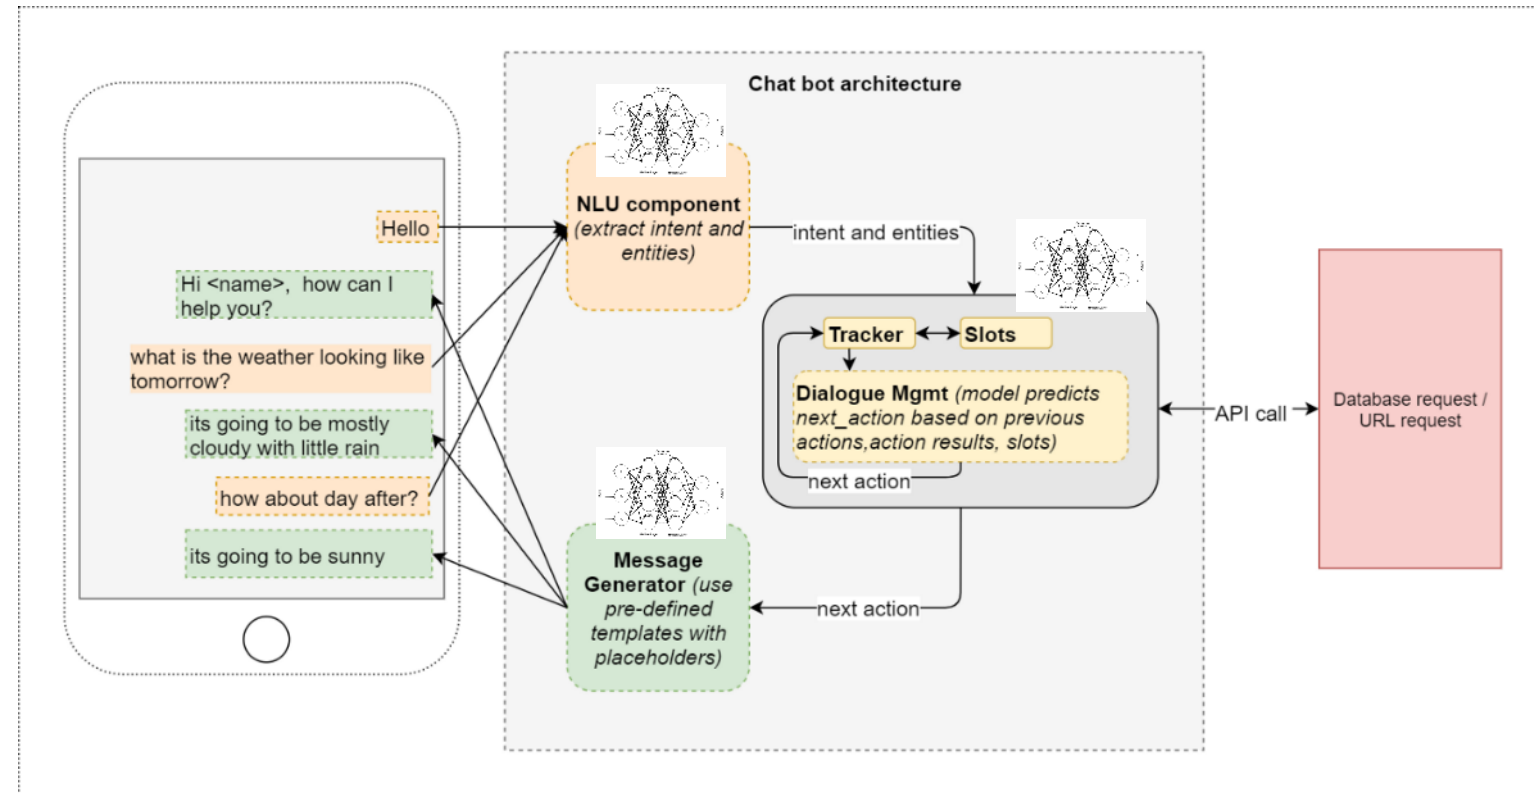 Chat bot architecture
Hello
Hi <name>, how can I
help you?
what is the weather looking like
tomorrow?
its going to be mostly
cloudy with little rain
how about day after?
its going to be sunny
NLU component
(extract intent and
entities)
intent and entities
Tracker
Slots
Dialogue Mgmt (model predicts
next_action based on previous
actions,action results, slots)
next action
API call
Database request /
URL request
Message
Generator (use
pre-defined
templates with
placeholders)
next action